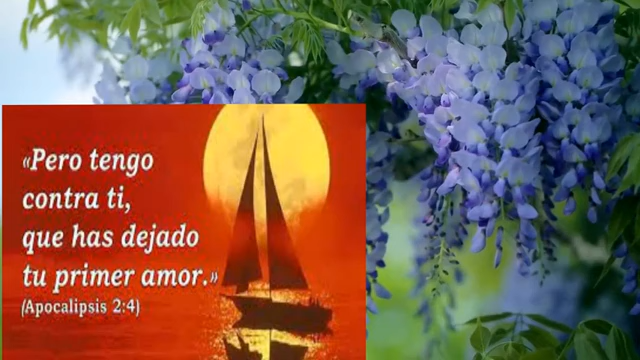 «Pero tengo
contra ti,
que has dejado
tu primer amor.»
(Apocalipsis 2:4)